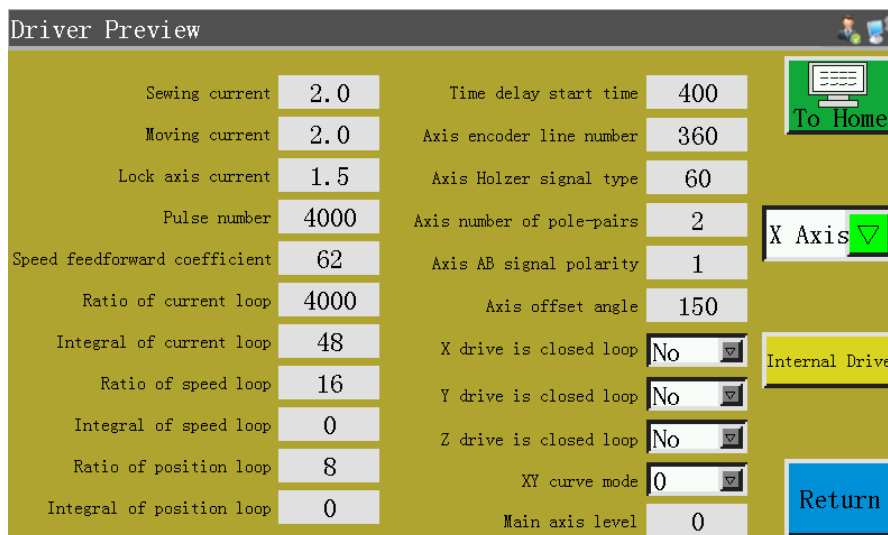 Driver Preview
Sewing current 2.0
Moving current 2.0
Lock axis current 1.5
Pulse number 4000
Speed feedforward coefficient 62
Ratio of current loop 4000
Integral of current loop 48
Ratio of speed loop 16
Integral of speed loop 0
Ratio of position loop 8
Integral of position loop 0
Time delay start time 400
Axis encoder line number 360
Axis Holzer signal type 60
Axis number of pole-pairs 2
Axis AB signal polarity 1
Axis offset angle 150
X drive is closed loop No
Y drive is closed loop No
Z drive is closed loop No
XY curve mode 0
Main axis level 0
To Home
X Axis
Internal Drive
Return